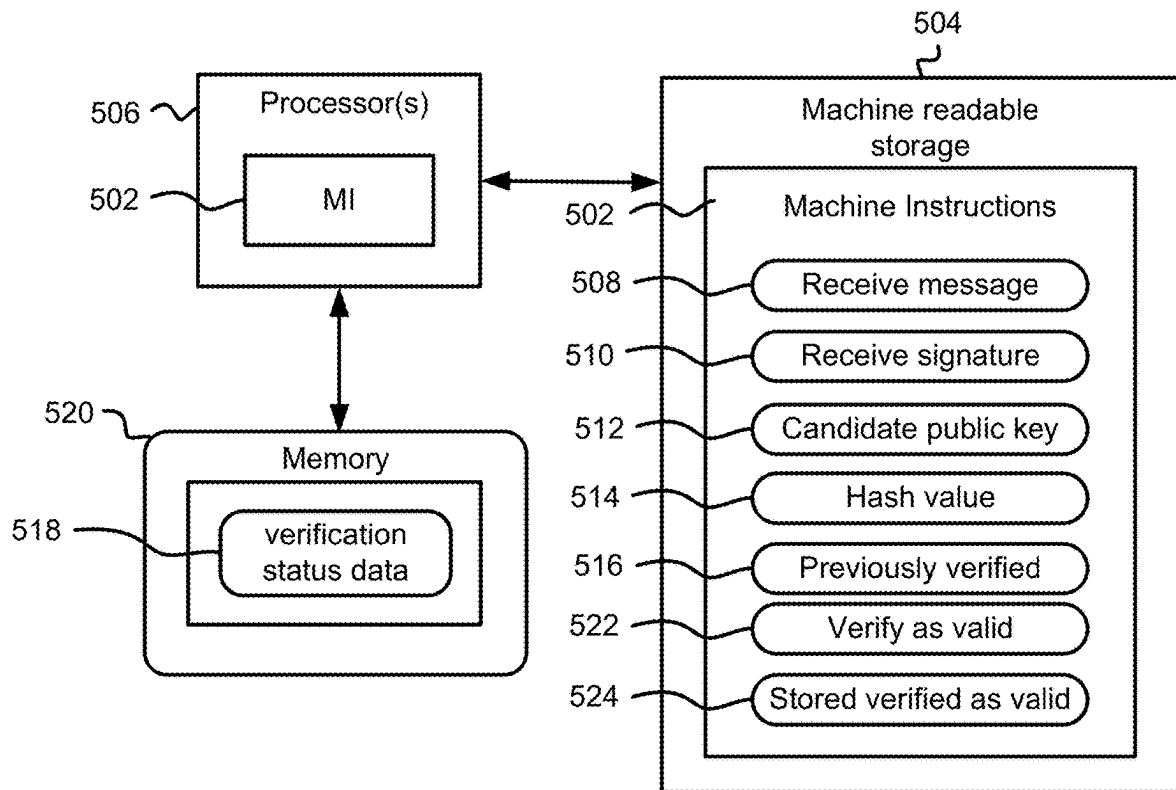 504
Processor(s)
506
502
MI
Machine readable
storage
502
Machine Instructions
508
Receive message
510
Receive signature
520
512
Candidate public key
Memory
514
Hash value
518
verification
status data
516
Previously verified
522
Verify as valid
524
Stored verified as valid